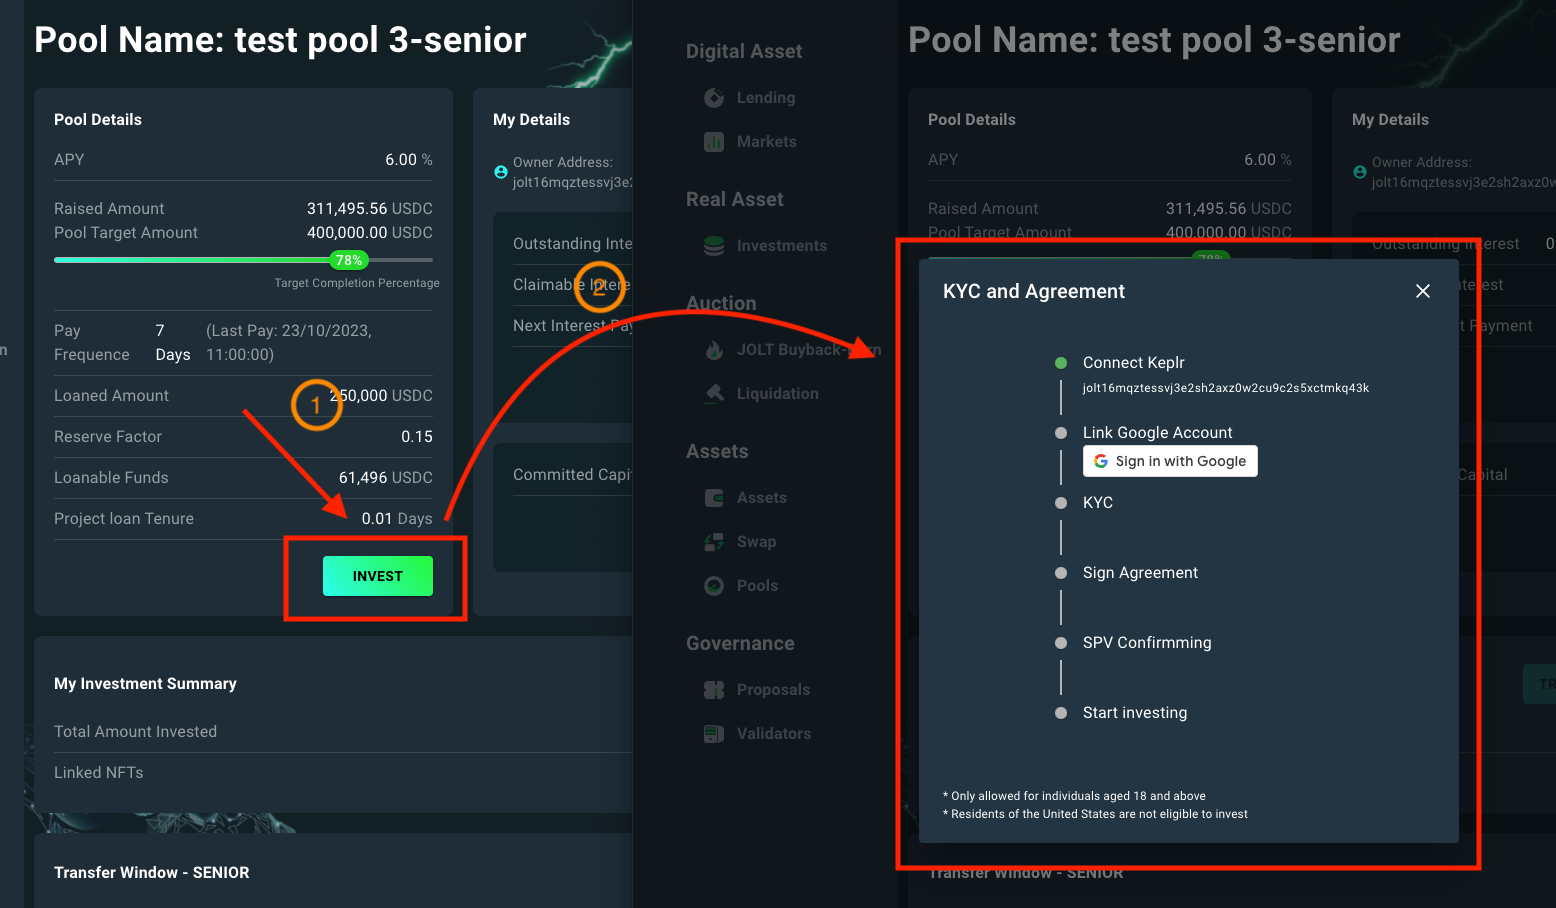 Pool Name: test pool 3-senior
Pool Details
APY 6.00 %
Raised Amount 311,495.56 USDC
Pool Target Amount 400,000.00 USDC
78%
Target Completion Percentage
Pay 7 (Last Pay: 23/10/2023,
Frequence Days 11:00:00)
Loaned Amount 250,000 USDC
1
Reserve Factor 0.15
Loanable Funds 61,496 USDC
Project loan Tenure 0.01 Days
INVEST
My Details
Owner Address:
jolt16mqztessvj3e2
Outstanding Inte
Claimable Intere
2
Next Interest Pay
Committed Capi
My Investment Summary
Total Amount Invested
Linked NFTs
Transfer Window - SENIOR
Digital Asset
Lending
Markets
Real Asset
Investments
Auction
JOLT Buyback-
Liquidation
Assets
Assets
Swap
Pools
Governance
Proposals
Validators
Pool Name: test pool 3-senior
Pool Details
APY 6.00 %
Raised Amount 311,495.56 USDC
Pool Target Amount 400,000.00 USDC
78%
My Details
Owner Address:
jolt16mqztessvj3e2sh2axz0w
Outstanding Interest 0
terest
t Payment
Capital
TR
KYC and Agreement
Connect Keplr
jolt16mqztessvj3e2sh2axz0w2cu9c2s5xctmkq43k
Link Google Account
Sign in with Google
KYC
Sign Agreement
SPV Confirmming
Start investing
* Only allowed for individuals aged 18 and above
* Residents of the United States are not eligible to invest
Transfer Window - SENIOR